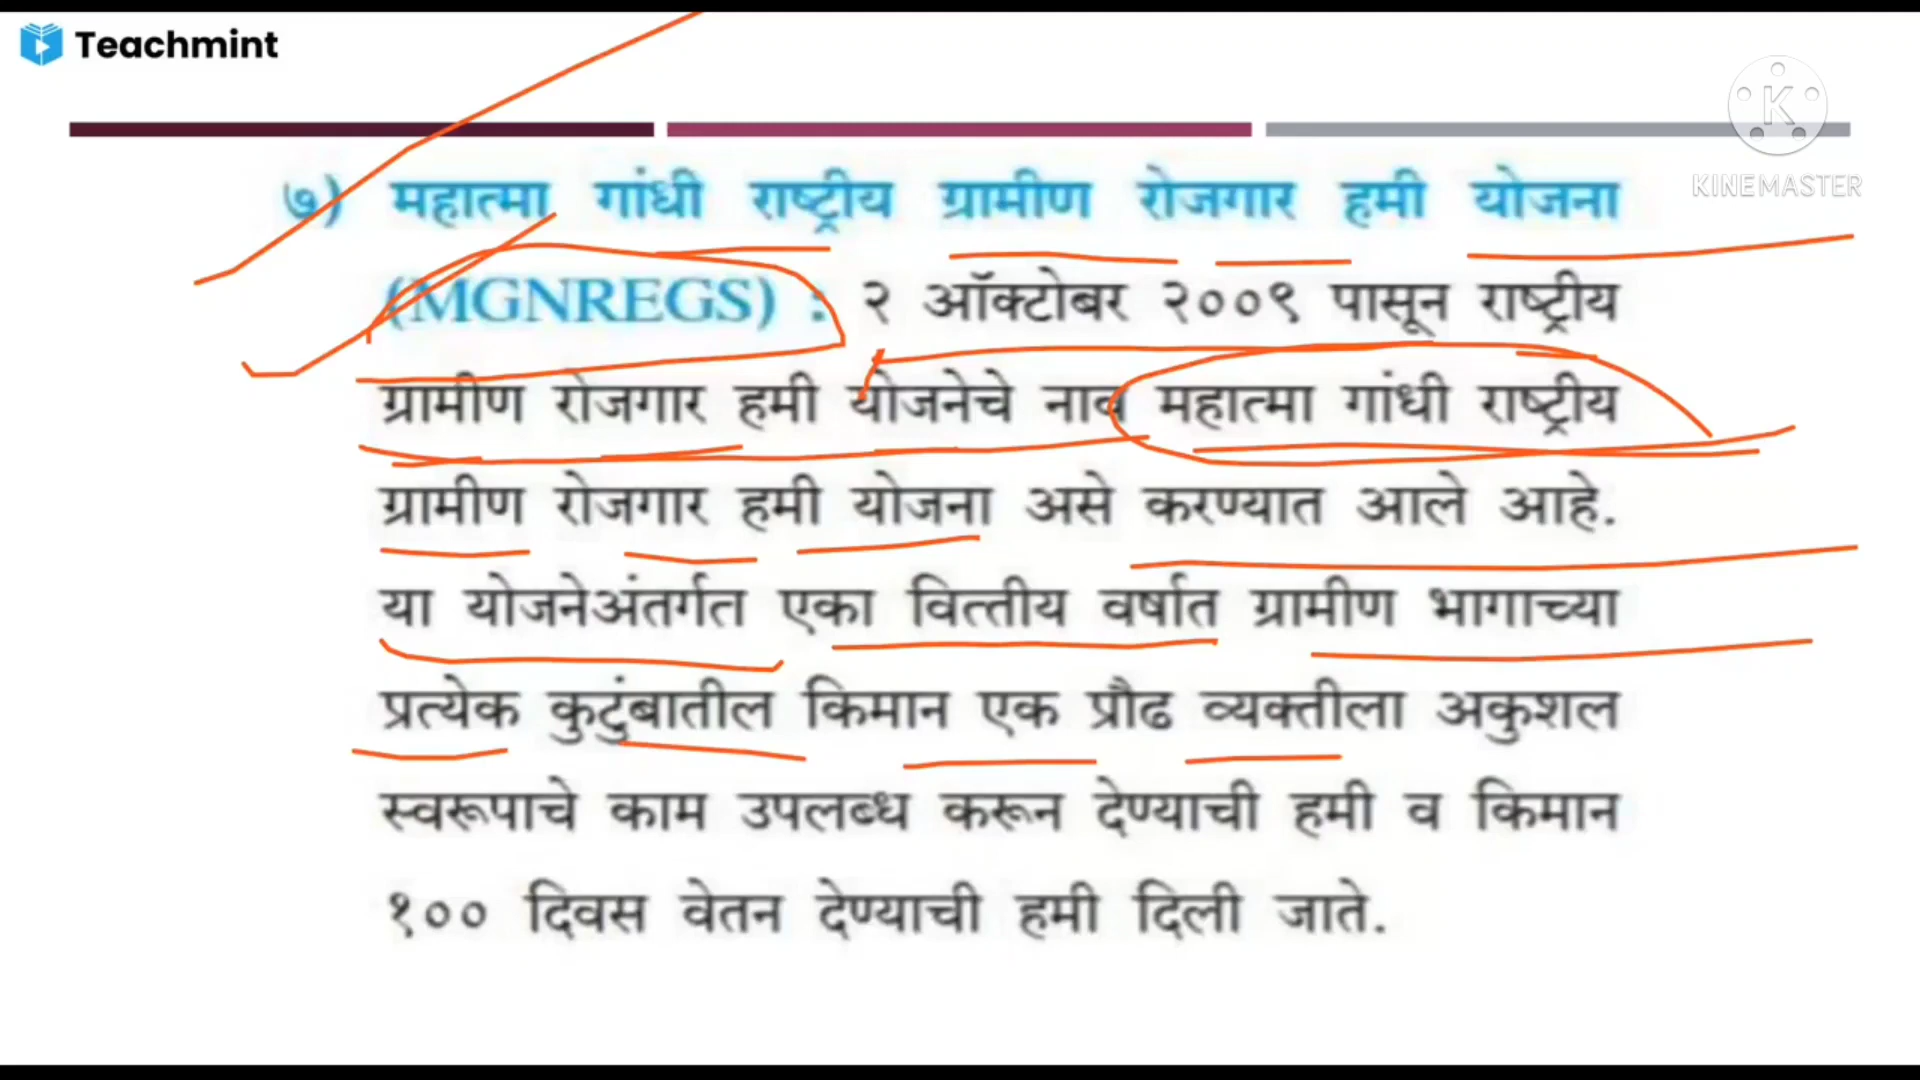 Teachmint
KINEMASTER
७) महात्मा गांधी राष्ट्रीय ग्रामीण रोजगार हमी योजना
(MGNREGS) : २ ऑक्टोबर २००९ पासून राष्ट्रीय
ग्रामीण रोजगार हमी योजनेचे नाव महात्मा गांधी राष्ट्रीय
ग्रामीण रोजगार हमी योजना असे करण्यात आले आहे.
या योजनेअंतर्गत एका वित्तीय वर्षात ग्रामीण भागाच्या
प्रत्येक कुटुंबातील किमान एक प्रौढ व्यक्तीला अकुशल
स्वरूपाचे काम उपलब्ध करून देण्याची हमी व किमान
१०० दिवस वेतन देण्याची हमी दिली जाते.